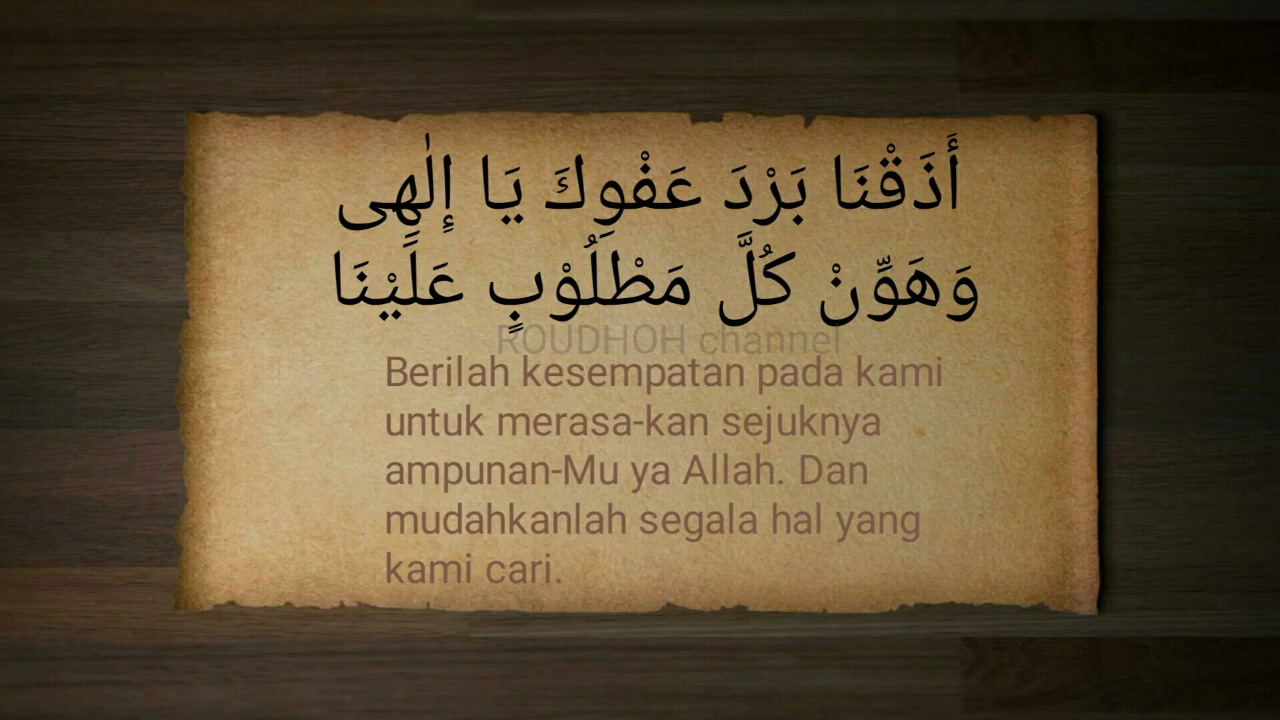 أَذَقْنَا بَرْدَ عَفْوِكَ يَا إِلٰهِى
وَهَوِّنْ كُلَّ مَطْلُوْبٍ عَلَيْنَا
ROUDHOH channel
Berilah kesempatan pada kami
untuk merasa-kan sejuknya
ampunan-Mu ya Allah. Dan
mudahkanlah segala hal yang
kami cari.